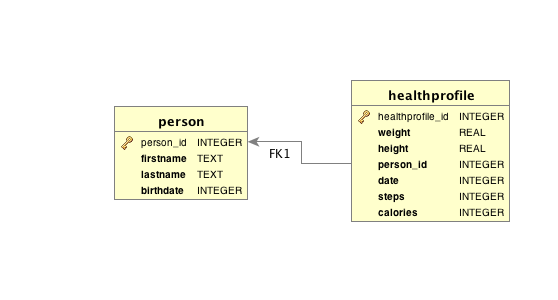 person
person_id INTEGER
firstname TEXT
lastname TEXT
birthdate INTEGER
FK1
healthprofile
healthprofile_id INTEGER
weight REAL
height REAL
person_id INTEGER
date INTEGER
steps INTEGER
calories INTEGER